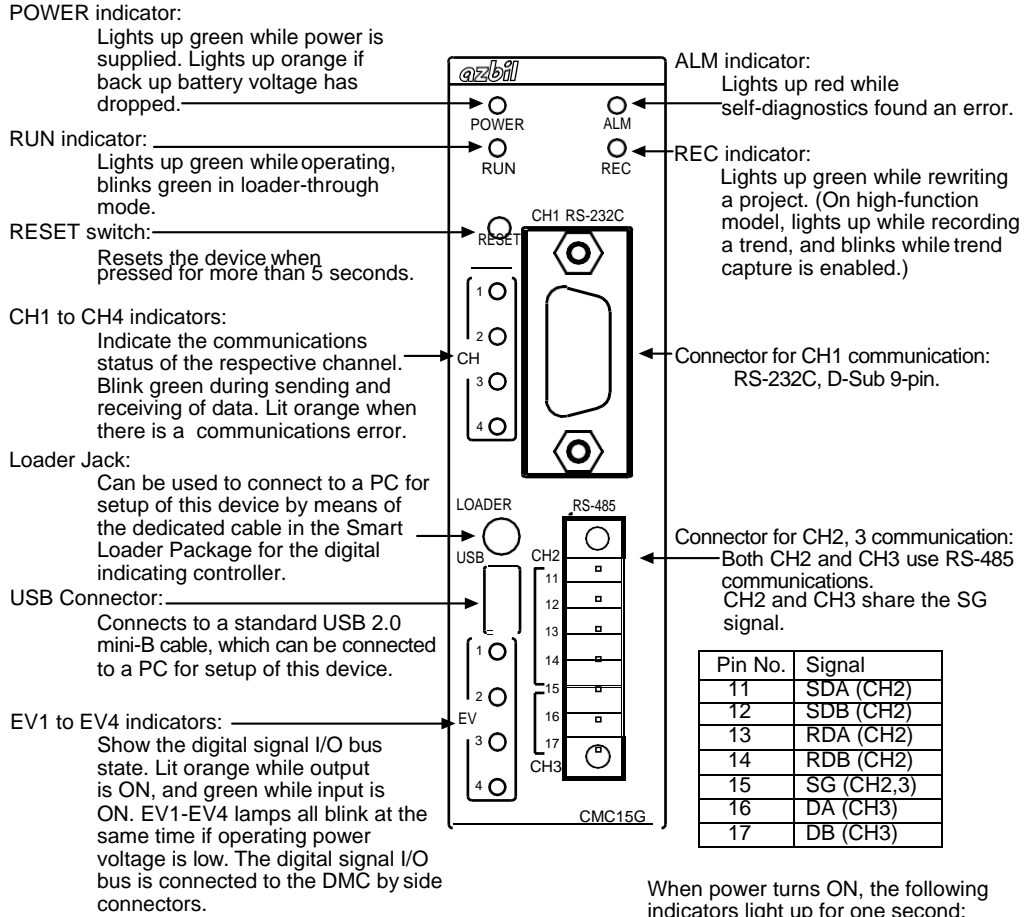 POWER indicator:
Lights up green while power is
supplied. Lights up orange if
back up battery voltage has
dropped.
RUN indicator:
Lights up green while operating,
blinks green in loader-through
mode.
RESET switch:
Resets the device when
pressed for more than 5 seconds.
CH1 to CH4 indicators:
Indicate the communications
status of the respective channel.
Blink green during sending and
receiving of data. Lit orange when
there is a communications error.
Loader Jack:
Can be used to connect to a PC for
setup of this device by means of
the dedicated cable in the Smart
Loader Package for the digital
indicating controller.
USB Connector:
Connects to a standard USB 2.0
mini-B cable, which can be connected
to a PC for setup of this device.
EV1 to EV4 indicators:
Show the digital signal I/O bus
state. Lit orange while output
is ON, and green while input is
ON. EV1-EV4 lamps all blink at the
same time if operating power
voltage is low. The digital signal I/O
bus is connected to the DMC by side
connectors.
azbil
POWER
ALM
RUN
REC
RESET
CH1 RS-232C
1
2
CH
3
4
LOADER
RS-485
USB
CH2
11
12
13
14
15
16
17
CH3
1
2
EV
3
4
CMC15G
ALM indicator:
Lights up red while
self-diagnostics found an error.
REC indicator:
Lights up green while rewriting
a project. (On high-function
model, lights up while recording
a trend, and blinks while trend
capture is enabled.)
Connector for CH1 communication:
RS-232C, D-Sub 9-pin.
Connector for CH2, 3 communication:
Both CH2 and CH3 use RS-485
communications.
CH2 and CH3 share the SG
signal.
Pin No. Signal
11 SDA (CH2)
12 SDB (CH2)
13 RDA (CH2)
14 RDB (CH2)
15 SG (CH2,3)
16 DA (CH3)
17 DB (CH3)
When power turns ON, the following
indicators light up for one second: